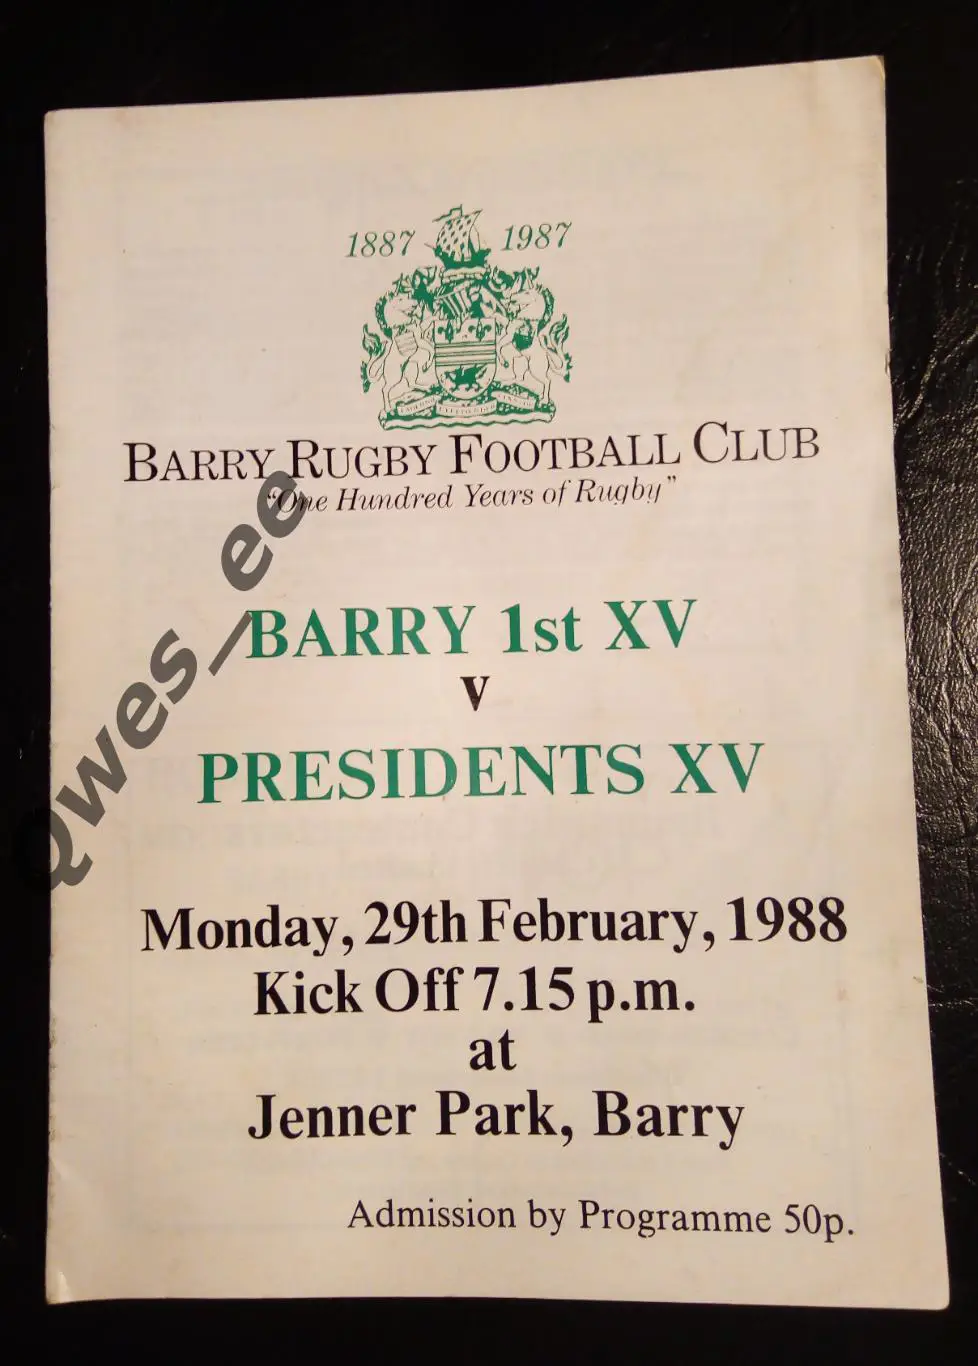 1887 1987
BARRY RUGBY FOOTBALL CLUB
"One Hundred Years of Rugby"
BARRY 1st XV
v
PRESIDENTS XV
Monday, 29th February, 1988
Kick Off 7.15 p.m.
at
Jenner Park, Barry
Admission by Programme 50p.
Qwes_ee